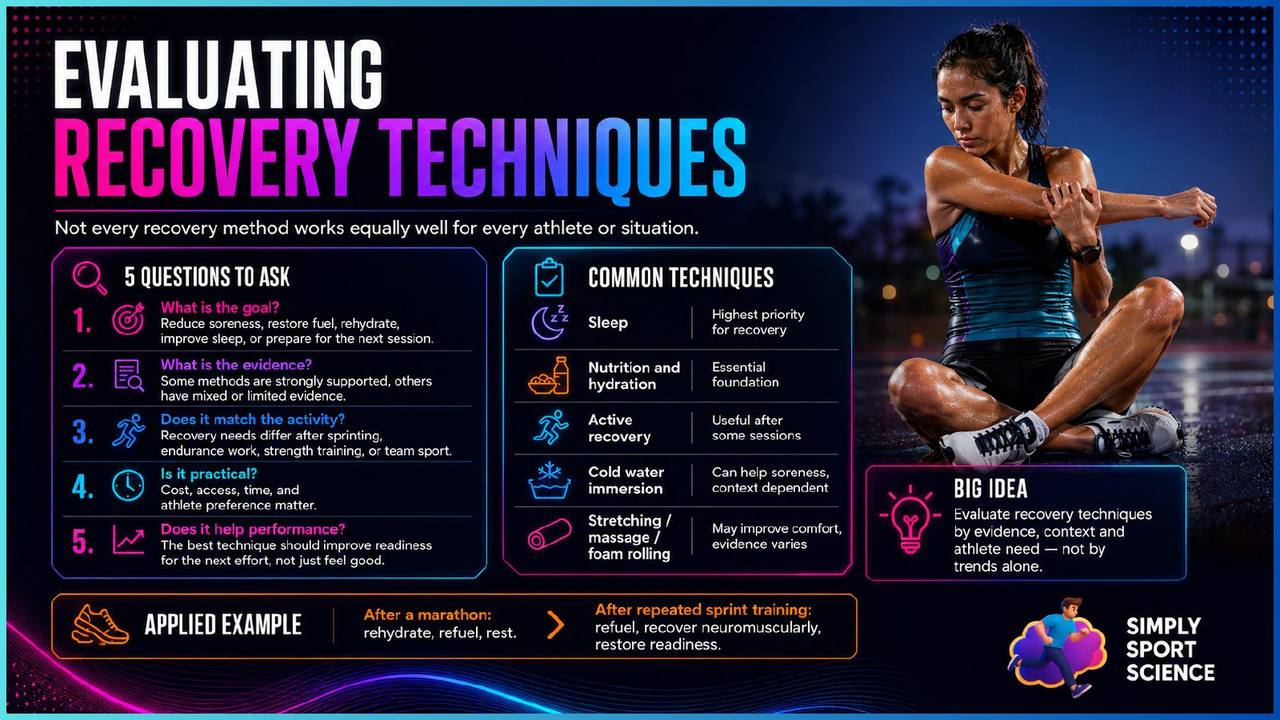 EVALUATING
RECOVERY TECHNIQUES
Not every recovery method works equally well for every athlete or situation.
5 QUESTIONS TO ASK
1.
What is the goal?
Reduce soreness, restore fuel, rehydrate,
improve sleep, or prepare for the next session.
2.
What is the evidence?
Some methods are strongly supported, others
have mixed or limited evidence.
3.
Does it match the activity?
Recovery needs differ after sprinting,
endurance work, strength training, or team sport.
4.
Is it practical?
Cost, access, time, and
athlete preference matter.
5.
Does it help performance?
The best technique should improve readiness
for the next effort, not just feel good.
COMMON TECHNIQUES
z z z
Sleep
Highest priority
for recovery
Nutrition and
hydration
Essential
foundation
Active
recovery
Useful after
some sessions
Cold water
immersion
Can help soreness,
context dependent
Stretching /
massage /
foam rolling
May improve comfort,
evidence varies
BIG IDEA
Evaluate recovery techniques
by evidence, context and
athlete need — not by
trends alone.
APPLIED EXAMPLE
After a marathon:
rehydrate, refuel, rest.
After repeated sprint training:
refuel, recover neuromuscularly,
restore readiness.
SIMPLY
SPORT
SCIENCE